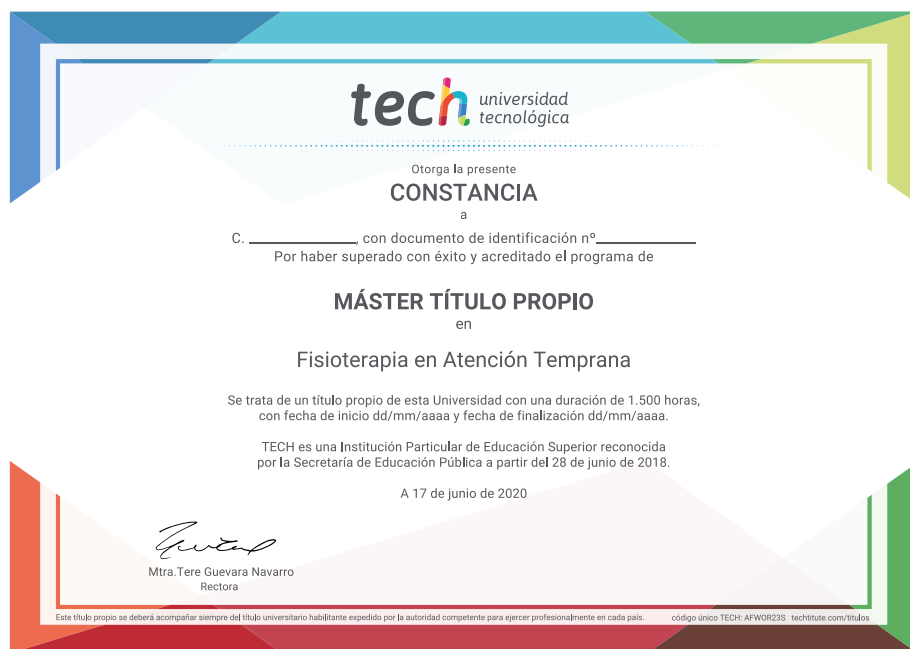 tech universidad
tecnológica
Otorga la presente
CONSTANCIA
a
C. ____________, con documento de identificación nº____________
Por haber superado con éxito y acreditado el programa de
MÁSTER TÍTULO PROPIO
en
Fisioterapia en Atención Temprana
Se trata de un título propio de esta Universidad con una duración de 1.500 horas,
con fecha de inicio dd/mm/aaaa y fecha de finalización dd/mm/aaaa.
TECH es una Institución Particular de Educación Superior reconocida
por la Secretaría de Educación Pública a partir del 28 de junio de 2018.
A 17 de junio de 2020
Mtra.Tere Guevara Navarro
Rectora
Este título propio se deberá acompañar siempre del título universitario habilitante expedido por la autoridad competente para ejercer profesionalmente en cada país. código único TECH: AFWOR23S techtitute.com/titulos